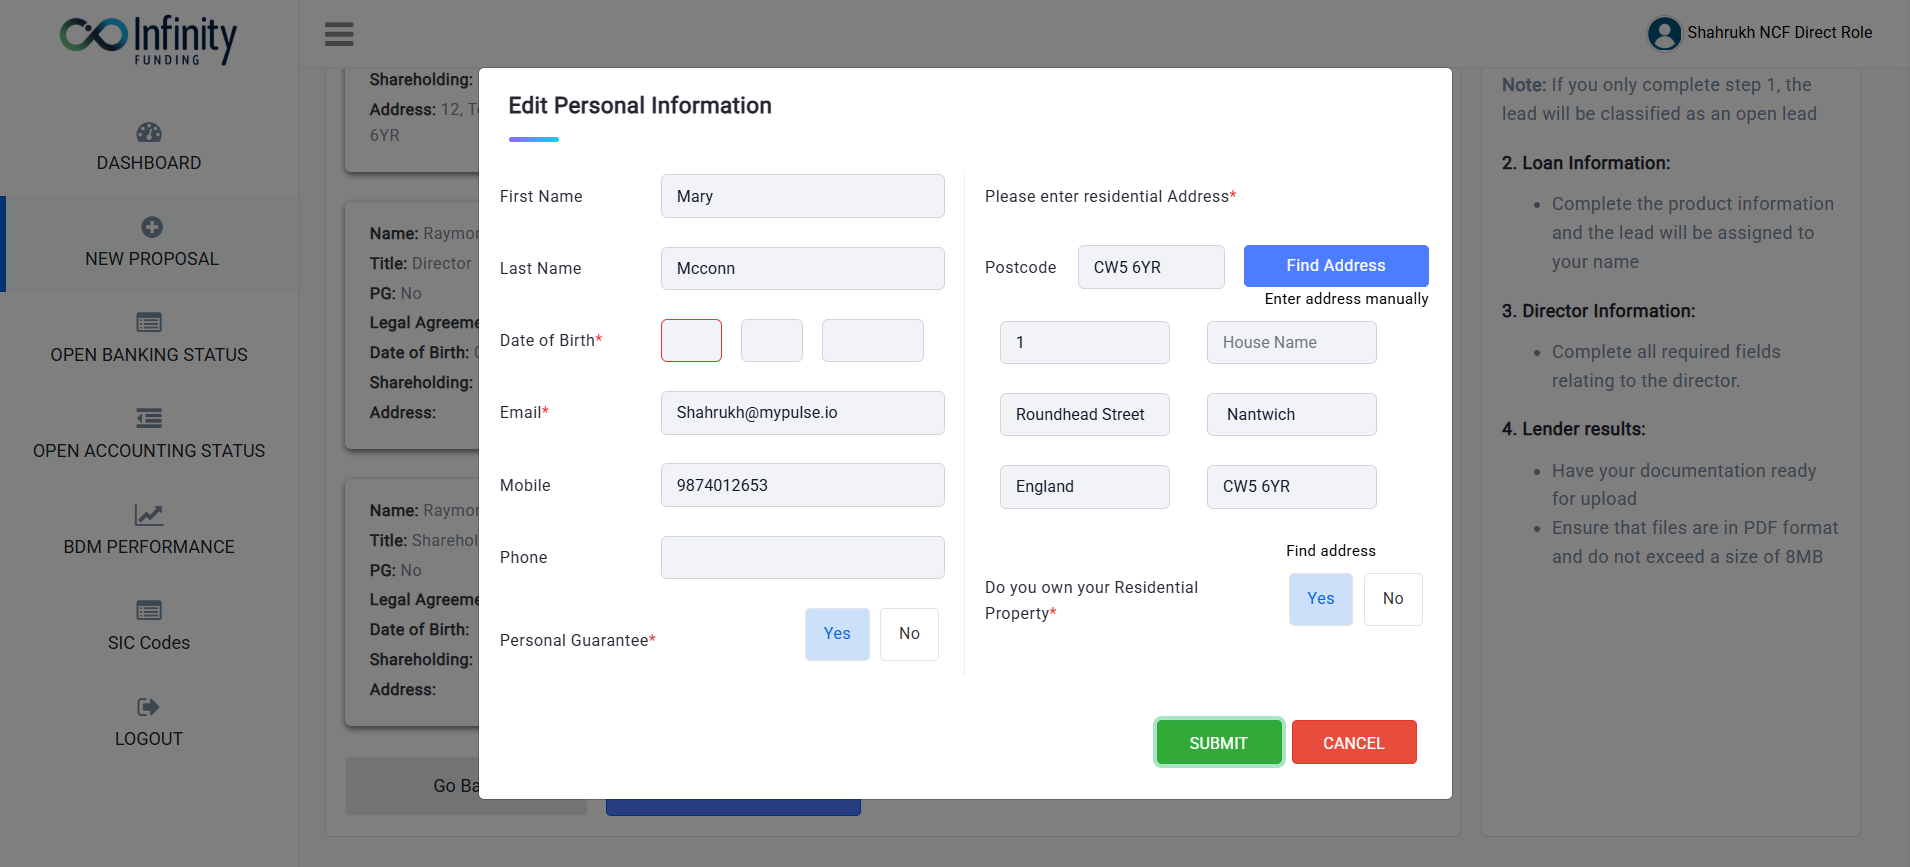 Infinity
FUNDING
DASHBOARD
NEW PROPOSAL
OPEN BANKING STATUS
OPEN ACCOUNTING STATUS
BDM PERFORMANCE
SIC Codes
LOGOUT
Shahrukh NCF Direct Role
Shareholding:
Address: 12,
6YR
Name: Raymo
Title: Director
PG: No
Legal Agreeme
Date of Birth:
Shareholding:
Address:
Name: Raymo
Title: Sharehol
PG: No
Legal Agreeme
Date of Birth:
Shareholding:
Address:
Go Ba
Edit Personal Information
First Name
Mary
Last Name
Mcconn
Date of Birth*
Email*
Shahrukh@mypulse.io
Mobile
9874012653
Phone
Personal Guarantee*
Yes
No
Please enter residential Address*
Postcode
CW5 6YR
Find Address
Enter address manually
1
House Name
Roundhead Street
Nantwich
England
CW5 6YR
Find address
Do you own your Residential
Property*
Yes
No
SUBMIT
CANCEL
Note: If you only complete step 1, the
lead will be classified as an open lead
2. Loan Information:
• Complete the product information
and the lead will be assigned to
your name
3. Director Information:
• Complete all required fields
relating to the director.
4. Lender results:
• Have your documentation ready
for upload
• Ensure that files are in PDF format
and do not exceed a size of 8MB